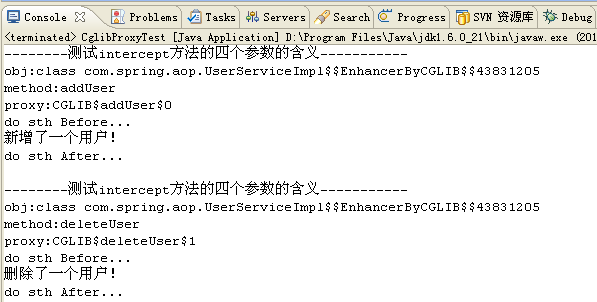 Console Problems Tasks Servers Search Progress SVN 资源库 Debug
<terminated> CglibProxyTest [Java Application] D:\Program Files\Java\jdk1.6.0_21\bin\javaw.exe (201
--------测试intercept方法的四个参数的含义-----------
obj:class com.spring.aop.UserServiceImpl$$EnhancerByCGLIB$$43831205
method:addUser
proxy:CGLIB$addUser$0
do sth Before...
新增了一个用户!
do sth After...
--------测试intercept方法的四个参数的含义-----------
obj:class com.spring.aop.UserServiceImpl$$EnhancerByCGLIB$$43831205
method:deleteUser
proxy:CGLIB$deleteUser$1
do sth Before...
删除了一个用户!
do sth After...